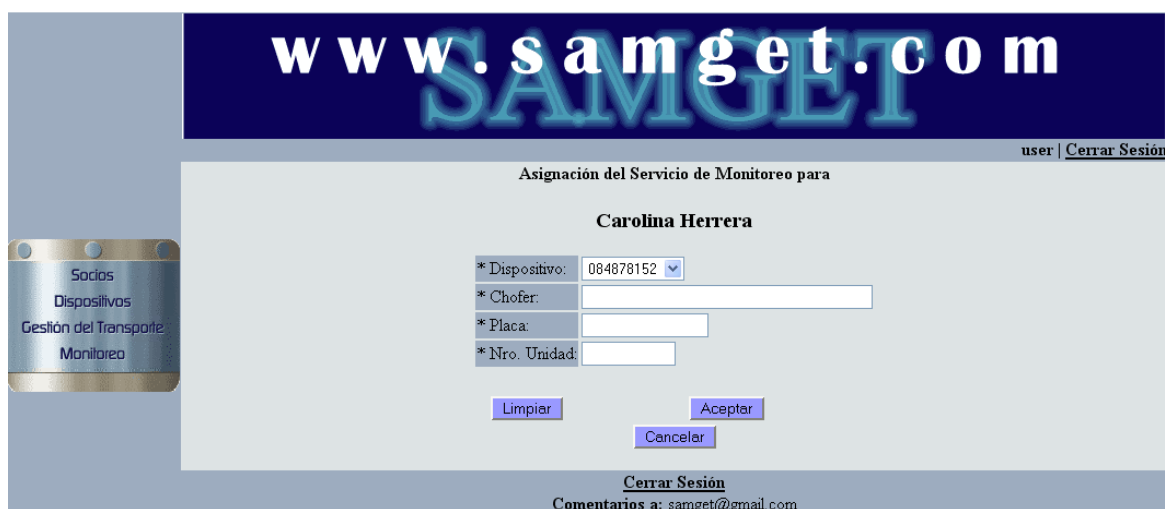 www.samget.com
SAMGET
user | Cerrar Sesión
Asignación del Servicio de Monitoreo para
Carolina Herrera
Socios
Dispositivos
Gestión del Transporte
Monitoreo
* Dispositivo: 084878152
* Chofer:
* Placa:
* Nro. Unidad:
Limpiar Aceptar
Cancelar
Cerrar Sesión
Comentarios a: samget@gmail.com